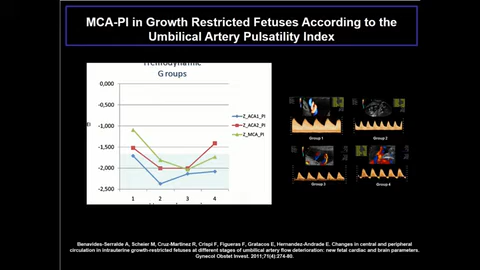 MCA-PI in Growth Restricted Fetuses According to the
Umbilical Artery Pulsatility Index
Groups
0,000
-0,500
-1,000
-1,500
-2,000
-2,500
1 2 3 4
Z_ACA1_PI
Z_ACA2_PI
Z_MCA_PI
Group 1
Group 2
Group 3
Group 4
Benavides-Serralde A, Scheier M, Cruz-Martinez R, Crispi F, Figueras F, Gratacos E, Hernandez-Andrade E. Changes in central and peripheral
circulation in intrauterine growth-restricted fetuses at different stages of umbilical artery flow deterioration: new fetal cardiac and brain parameters.
Gynecol Obstet Invest. 2011;71(4):274-80.